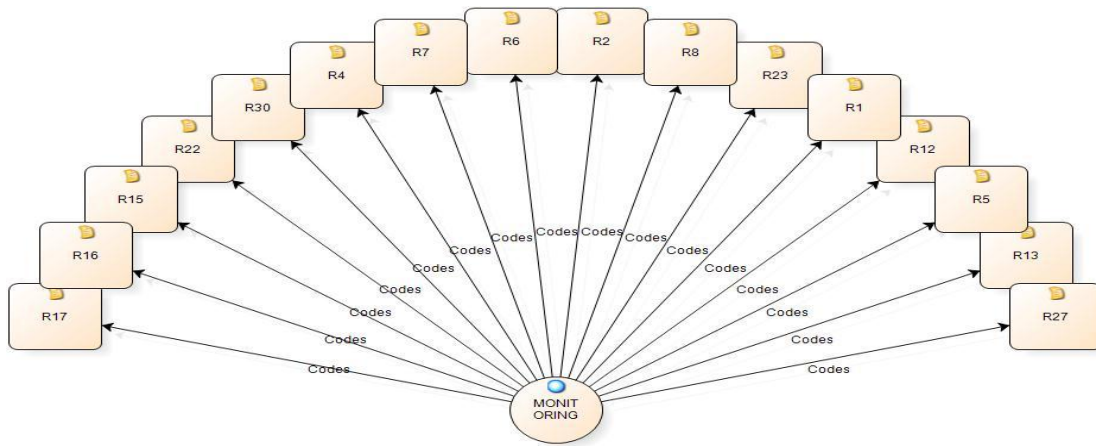 R6 R2
R7 R8
R4 R23
R30 R1
R22 R12
R15 R5
R16 R13
R17 R27
Codes Codes
Codes Codes
Codes Codes
Codes Codes
Codes Codes
Codes Codes
Codes Codes
Codes Codes
MONIT
ORING